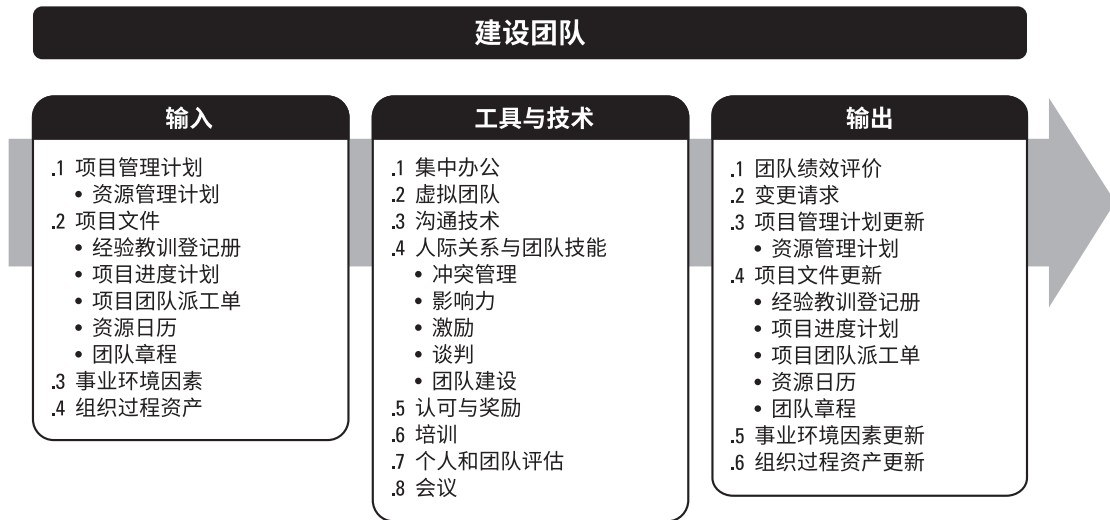 建设团队
输入
.1 项目管理计划
• 资源管理计划
.2 项目文件
• 经验教训登记册
• 项目进度计划
• 项目团队派工单
• 资源日历
• 团队章程
.3 事业环境因素
.4 组织过程资产
工具与技术
.1 集中办公
.2 虚拟团队
.3 沟通技术
.4 人际关系与团队技能
• 冲突管理
• 影响力
• 激励
• 谈判
• 团队建设
.5 认可与奖励
.6 培训
.7 个人和团队评估
.8 会议
输出
.1 团队绩效评价
.2 变更请求
.3 项目管理计划更新
• 资源管理计划
.4 项目文件更新
• 经验教训登记册
• 项目进度计划
• 项目团队派工单
• 资源日历
• 团队章程
.5 事业环境因素更新
.6 组织过程资产更新